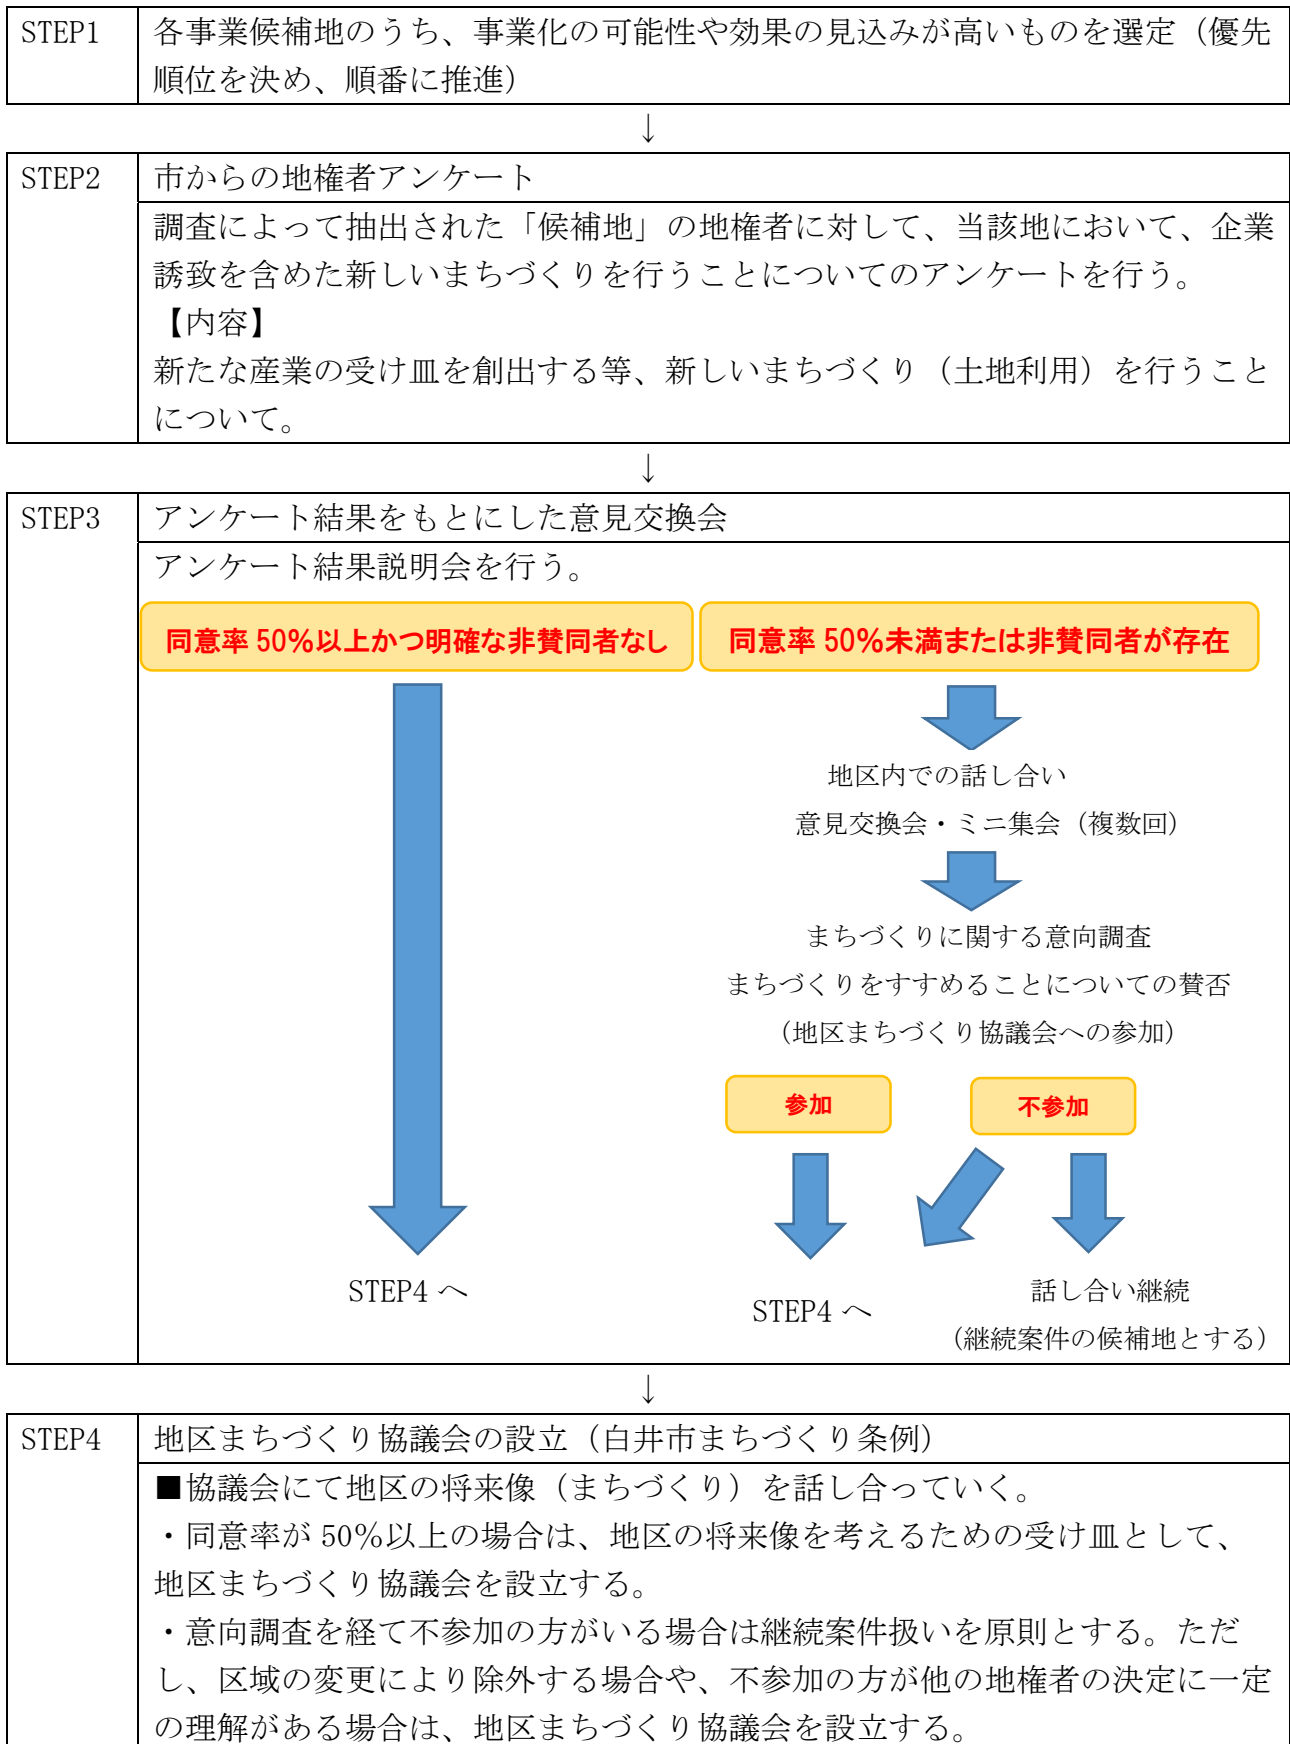 STEP1
各事業候補地のうち、事業化の可能性や効果の見込みが高いものを選定（優先
順位を決め、順番に推進）
↓
STEP2
市からの地権者アンケート
調査によって抽出された「候補地」の地権者に対して、当該地において、企業
誘致を含めた新しいまちづくりを行うことについてのアンケートを行う。
【内容】
新たな産業の受け皿を創出する等、新しいまちづくり（土地利用）を行うこと
について。
↓
STEP3
アンケート結果をもとにした意見交換会
アンケート結果説明会を行う。
同意率 50%以上かつ明確な非賛同者なし
同意率 50%未満または非賛同者が存在
地区内での話し合い
意見交換会・ミニ集会（複数回）
まちづくりに関する意向調査
まちづくりをすすめることについての賛否
（地区まちづくり協議会への参加）
参加
不参加
STEP4 へ
STEP4 へ
話し合い継続
（継続案件の候補地とする）
↓
STEP4
地区まちづくり協議会の設立（白井市まちづくり条例）
■協議会にて地区の将来像（まちづくり）を話し合っていく。
・同意率が 50％以上の場合は、地区の将来像を考えるための受け皿として、
地区まちづくり協議会を設立する。
・意向調査を経て不参加の方がいる場合は継続案件扱いを原則とする。ただ
し、区域の変更により除外する場合や、不参加の方が他の地権者の決定に一定
の理解がある場合は、地区まちづくり協議会を設立する。